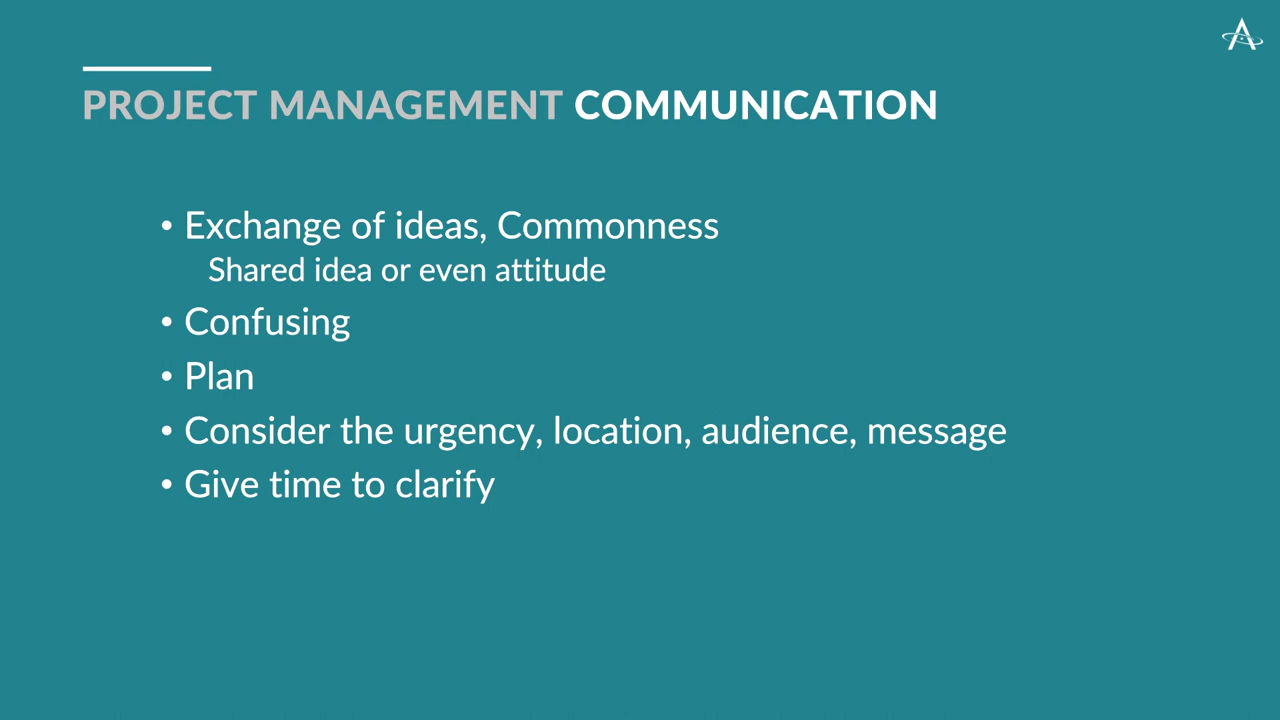 PROJECT MANAGEMENT COMMUNICATION
• Exchange of ideas, Commonness
Shared idea or even attitude
• Confusing
• Plan
• Consider the urgency, location, audience, message
• Give time to clarify